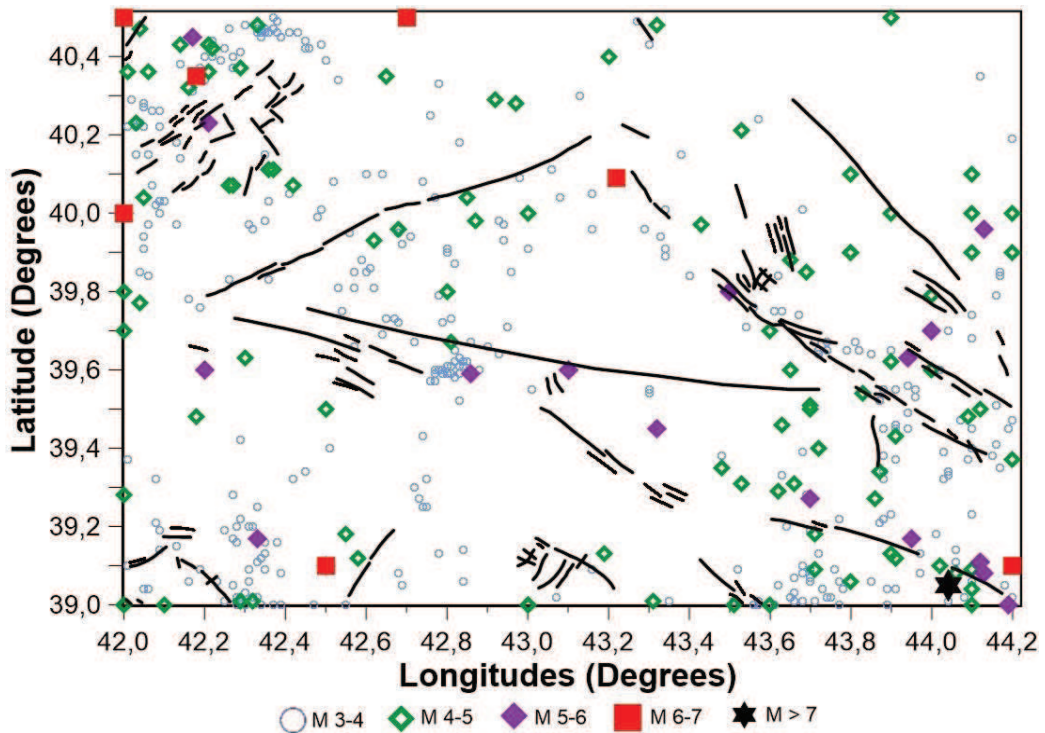 40,4
40,2
40,0
39,8
39,6
39,4
39,2
39,0
Latitude (Degrees)
42,0 42,2 42,4 42,6 42,8 43,0 43,2 43,4 43,6 43,8 44,0 44,2
Longitudes (Degrees)
M 3-4 M 4-5 M 5-6 M 6-7 M > 7